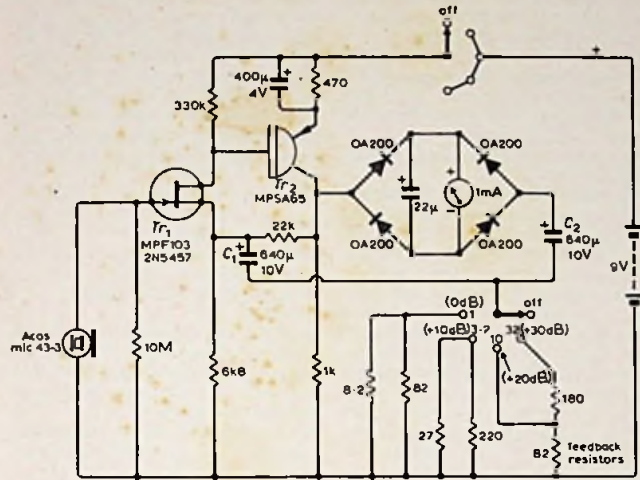 off
+
400μ
4V
470
330k
OA200
OA200
Tr2
MPSA65
+
1mA
-
22μ
Tr1
MPF103
2N5457
22k
OA200
OA200
C2
640μ
10V
C1
640μ
10V
9V
(0dB)
1
off
(+10dB)
3·2
32
(+30dB)
10
(+20dB)
Acos
mic 43-3
10M
6k8
1k
8·2
82
180
27
220
82
feedback
resistors